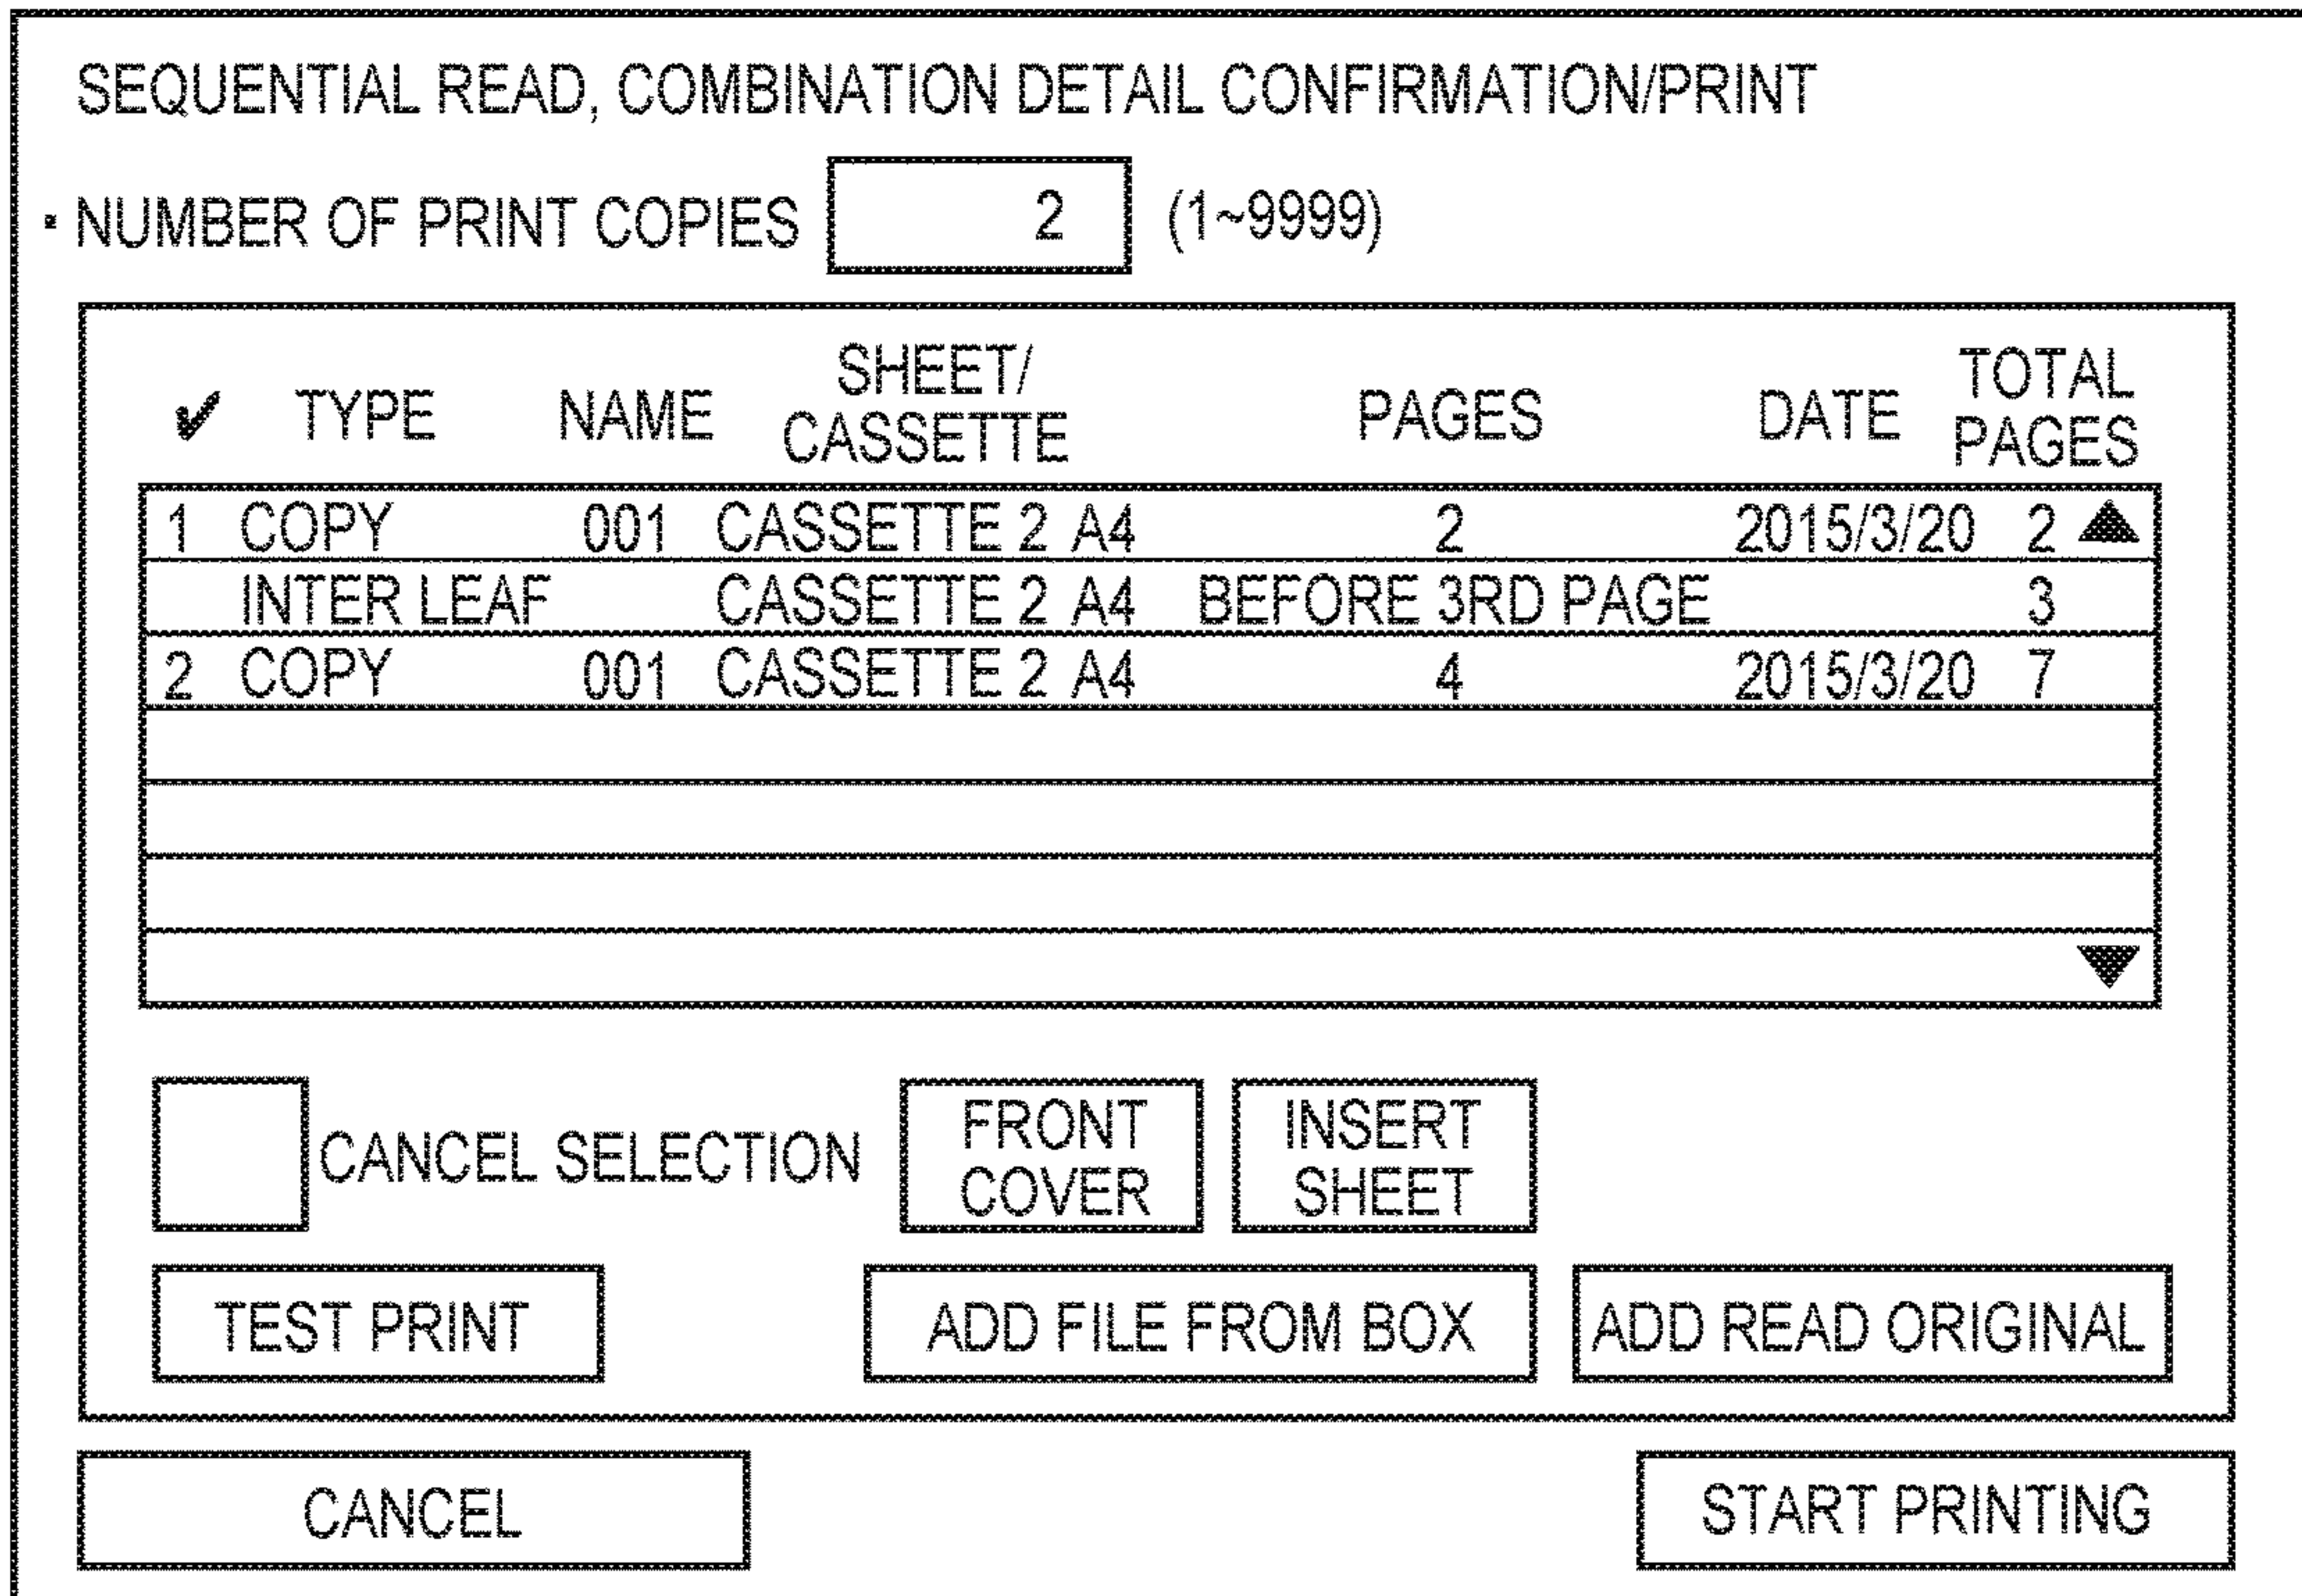 SEQUENTIAL READ, COMBINATION DETAIL CONFIRMATION/PRINT
▪ NUMBER OF PRINT COPIES 2 (1~9999)
✔ TYPE NAME SHEET/ CASSETTE PAGES DATE TOTAL PAGES
1 COPY 001 CASSETTE 2 A4 2 2015/3/20 2 ▲
INTER LEAF CASSETTE 2 A4 BEFORE 3RD PAGE 3
2 COPY 001 CASSETTE 2 A4 4 2015/3/20 7
▼
CANCEL SELECTION
FRONT
COVER
INSERT
SHEET
TEST PRINT
ADD FILE FROM BOX
ADD READ ORIGINAL
CANCEL
START PRINTING